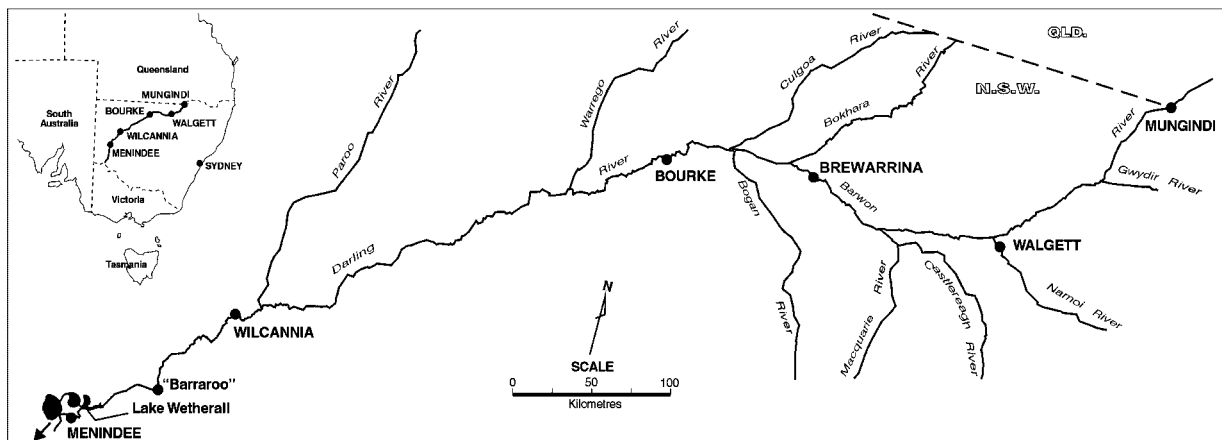 Queensland
MUNGINDI
BOURKE
WALGETT
South
Australia
WILCANNIA
MENINDEE
SYDNEY
Victoria
Tasmania
QLD.
N.S.W.
Paroo
River
Warrego
River
Culgoa
River
Bokhara
River
River
MUNGINDI
Gwydir River
BOURKE
BREWARRINA
Barwon
WALGETT
Namoi River
Bogan
River
Macquarie
River
Castlereagh
River
Darling
River
WILCANNIA
"Barraroo"
Lake Wetherall
MENINDEE
N
SCALE
0 50 100
Kilometres